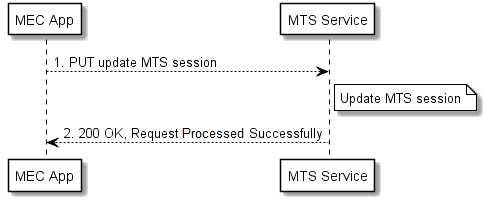 MEC App
MTS Service
1. PUT update MTS session
Update MTS session
2. 200 OK, Request Processed Successfully
MEC App
MTS Service